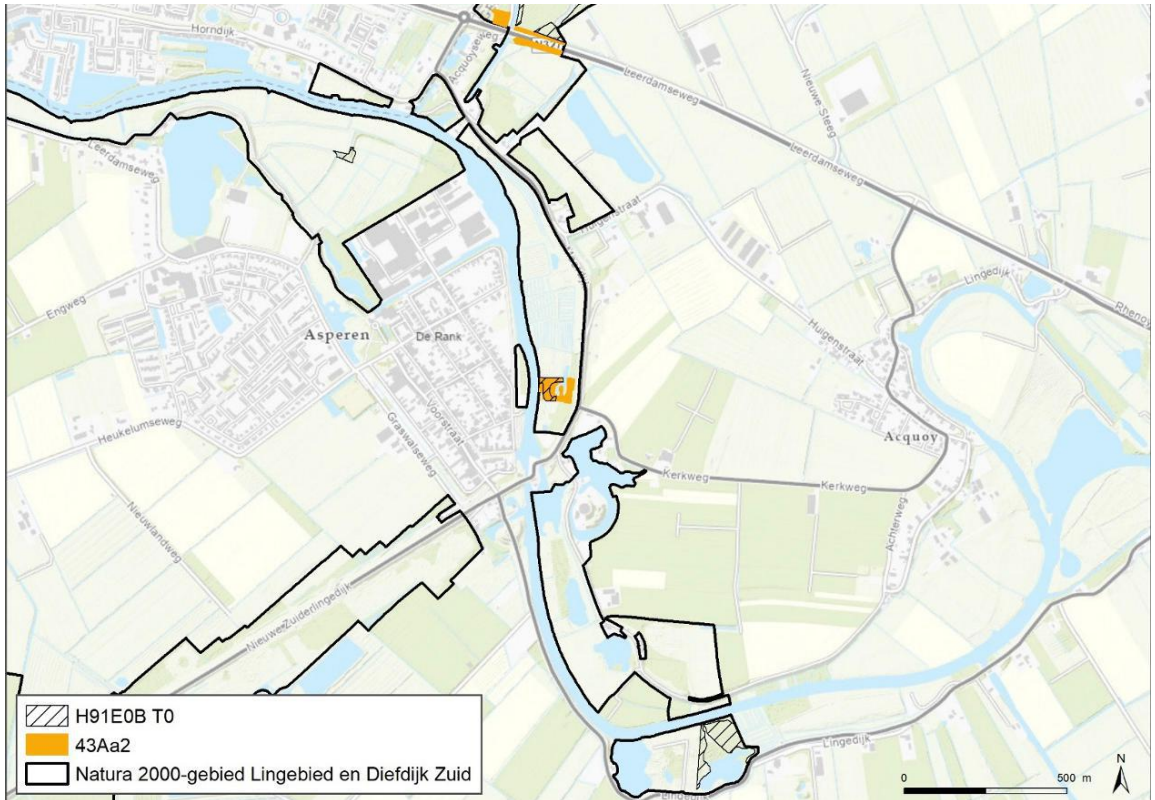 Horndijk
Acquoyseweg
Leerdamseweg
Nieuwe Steeg
Leerdamseweg
Leerdamseweg
Huigenstraat
Lingedijk
Rhenoy
Engweg
Asperen
De Rank
Huigenstraat
Voorstraat
Graswalseweg
Heukelumseweg
Acquoy
Kerkweg
Kerkweg
Achterweg
Nieuwlandweg
Nieuwe Zuiderlingedijk
Lingedijk
H91E0B T0
43Aa2
Natura 2000-gebied Lingebied en Diefdijk Zuid
0 500 m
N